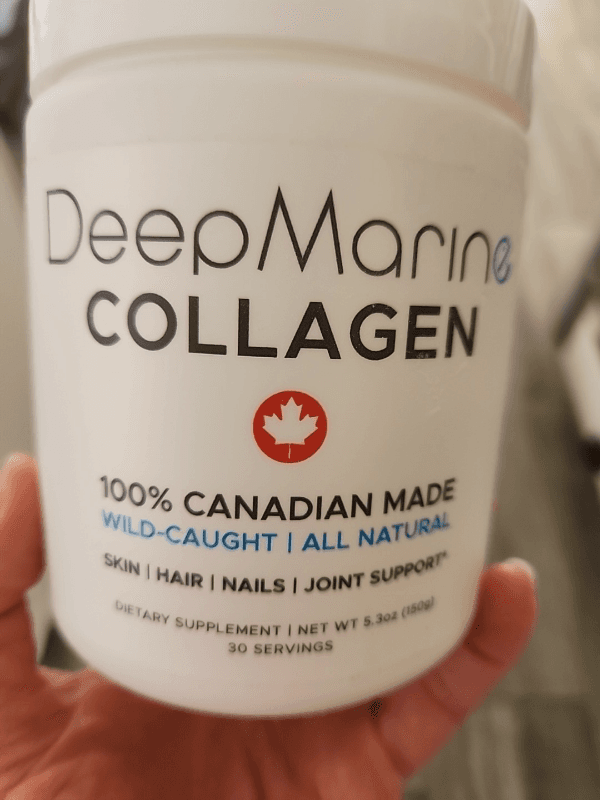 DeepMarine
COLLAGEN
100% CANADIAN MADE
WILD-CAUGHT | ALL NATURAL
SKIN | HAIR | NAILS | JOINT SUPPORT*
DIETARY SUPPLEMENT | NET WT 5.3oz (150g)
30 SERVINGS